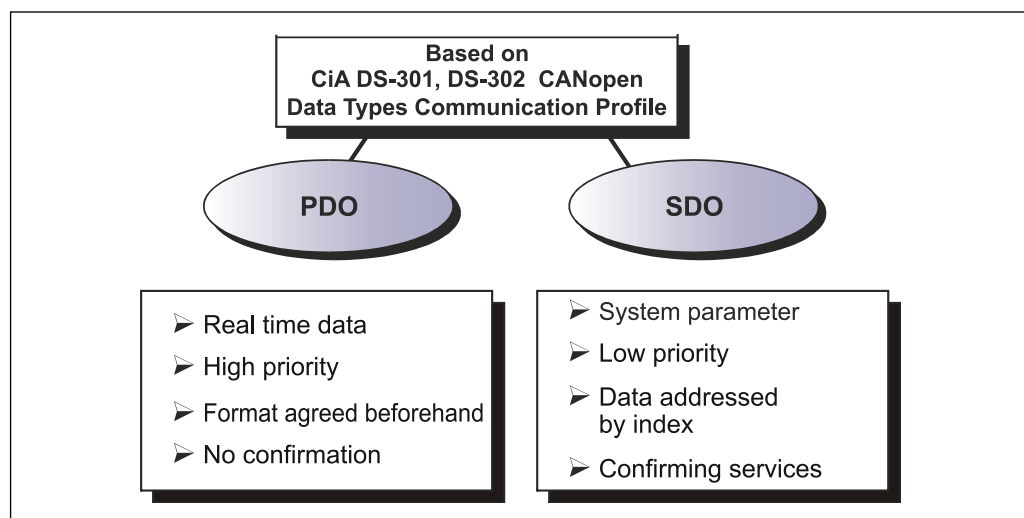 Based on
CiA DS-301, DS-302 CANopen
Data Types Communication Profile
PDO
SDO
Real time data
High priority
Format agreed beforehand
No confirmation
System parameter
Low priority
Data addressed
by index
Confirming services